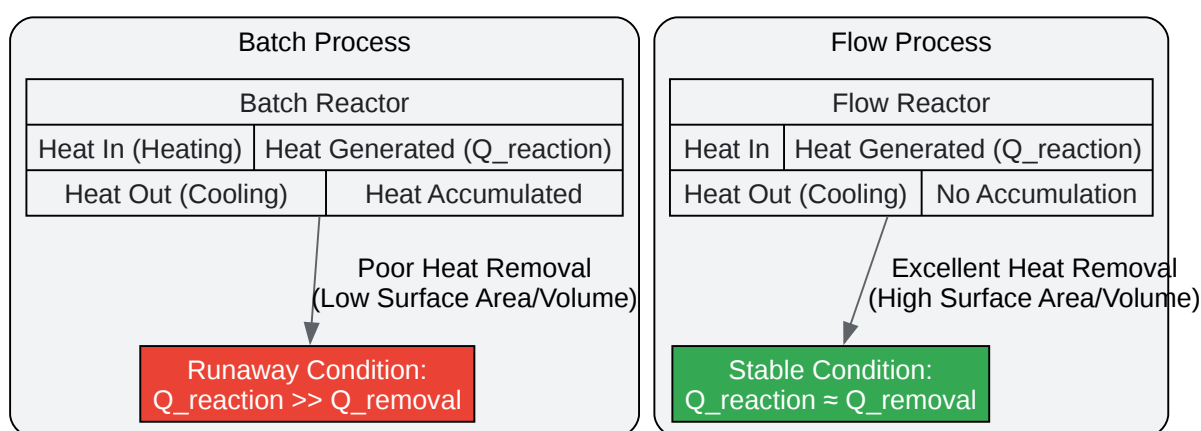 Batch Process
Batch Reactor
Heat In (Heating)
Heat Generated (Q_reaction)
Heat Out (Cooling)
Heat Accumulated
Poor Heat Removal
(Low Surface Area/Volume)
Runaway Condition:
Q_reaction >> Q_removal
Flow Process
Flow Reactor
Heat In
Heat Generated (Q_reaction)
Heat Out (Cooling)
No Accumulation
Excellent Heat Removal
(High Surface Area/Volume)
Stable Condition:
Q_reaction ≈ Q_removal